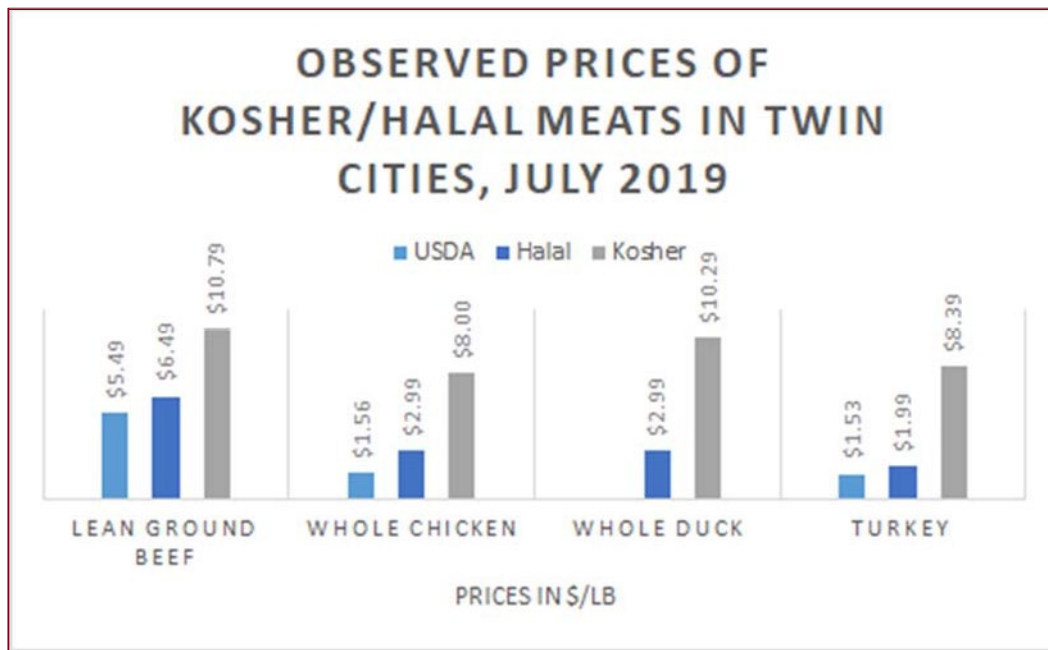 OBSERVED PRICES OF
KOSHER/HALAL MEATS IN TWIN
CITIES, JULY 2019
USDA Halal Kosher
$5.49
$6.49
$10.79
$1.56
$2.99
$8.00
$2.99
$10.29
$1.53
$1.99
$8.39
LEAN GROUND
BEEF
WHOLE CHICKEN
WHOLE DUCK
TURKEY
PRICES IN $/LB